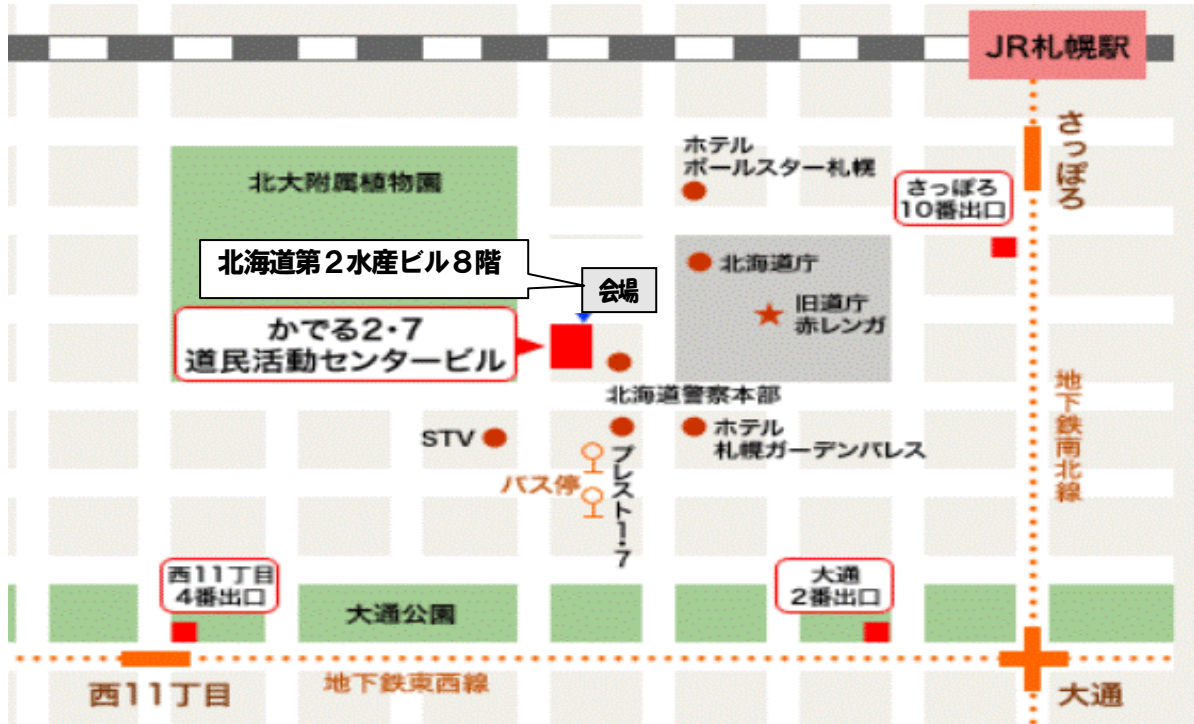 JR札幌駅
さっぽろ
ホテル
ポールスター札幌
北大附属植物園
さっぽろ
10番出口
北海道第２水産ビル８階
会場
北海道庁
旧道庁
赤レンガ
かでる2・7
道民活動センタービル
北海道警察本部
地下鉄南北線
STV
ホテル
札幌ガーデンパレス
バス停
プレスト1・7
西11丁目
4番出口
大通公園
大通
2番出口
西11丁目
地下鉄東西線
大通